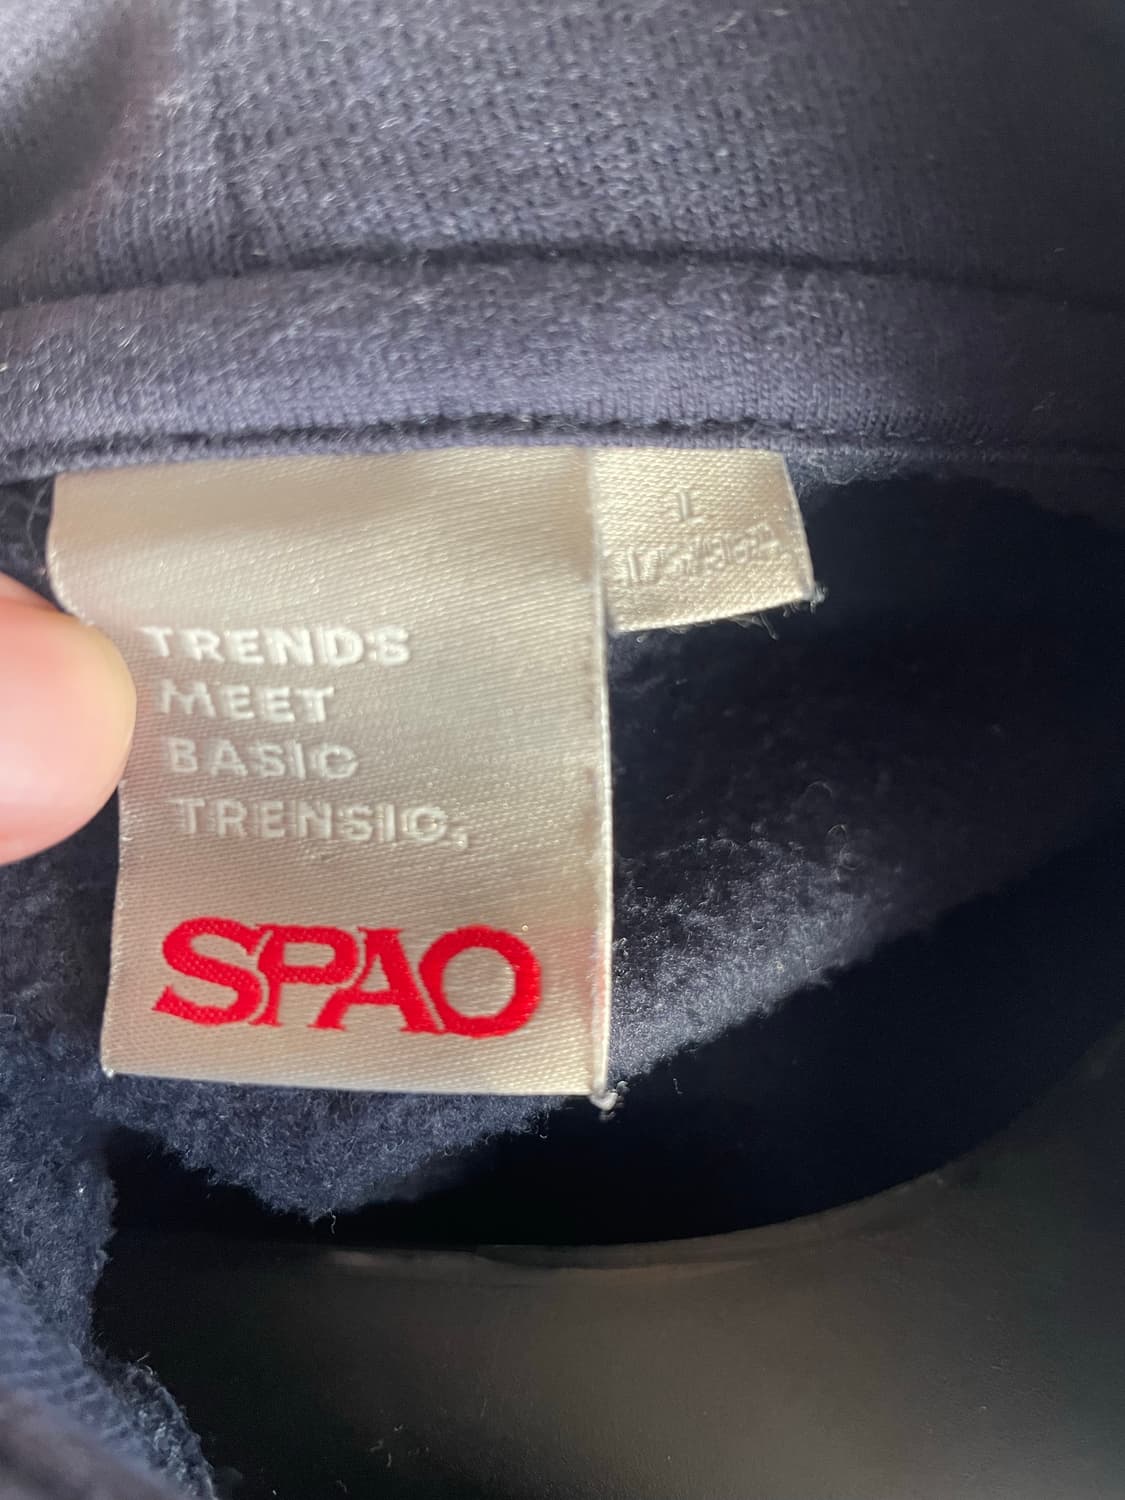 TRENDS
MEET
BASIC
TRENSIC,
SPAO
L